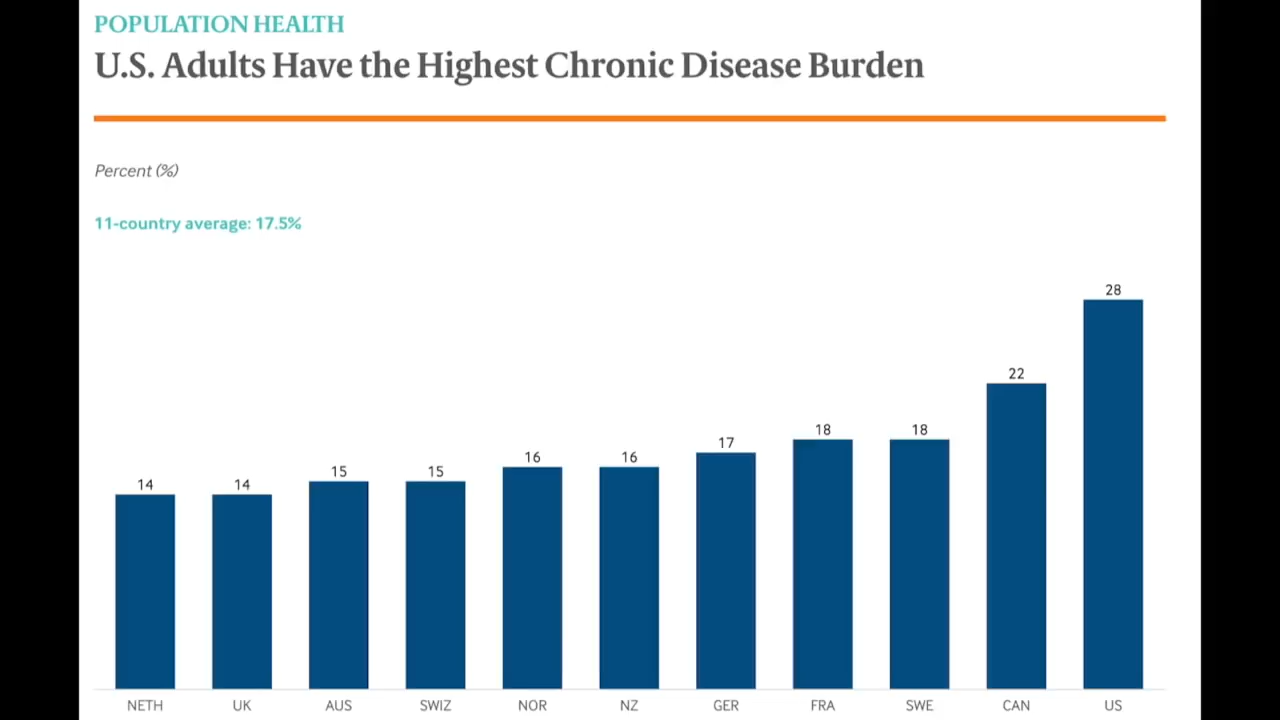 POPULATION HEALTH
U.S. Adults Have the Highest Chronic Disease Burden
Percent (%)
11-country average: 17.5%
28
22
18 18
17
16 16
15 15
14 14
NETH UK AUS SWIZ NOR NZ GER FRA SWE CAN US